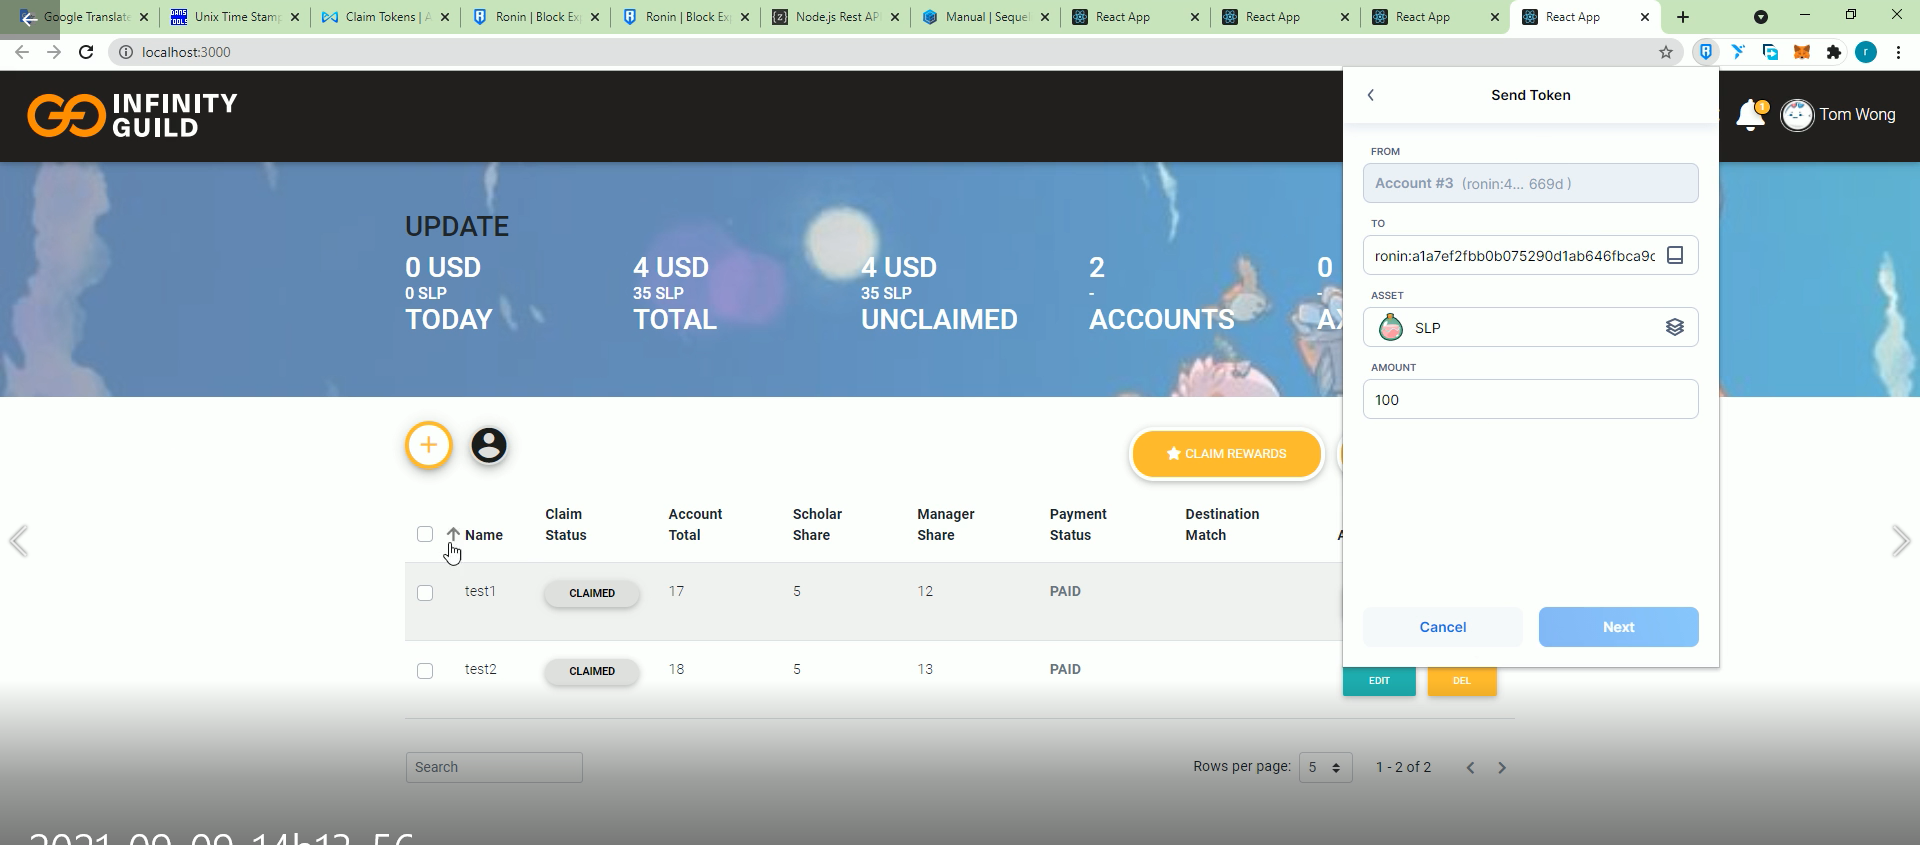 Google Translate
Unix Time Stam
Claim Tokens | A
Ronin | Block Ex
Ronin | Block Ex
Node.js Rest AP
Manual | Sequel
React App
React App
React App
React App
localhost:3000
r
INFINITY
GUILD
1
Tom Wong
UPDATE
0 USD
0 SLP
TODAY
4 USD
35 SLP
TOTAL
4 USD
35 SLP
UNCLAIMED
2
-
ACCOUNTS
0
-
AX
Send Token
FROM
Account #3 (ronin:4... 669d )
TO
ronin:a1a7ef2fbb0b075290d1ab646fbca9c
ASSET
SLP
AMOUNT
100
Cancel
Next
CLAIM REWARDS
Name
Claim Status
Account Total
Scholar Share
Manager Share
Payment Status
Destination Match
test1 CLAIMED 17 5 12 PAID
test2 CLAIMED 18 5 13 PAID
EDIT DEL
Search
Rows per page: 5 1 - 2 of 2